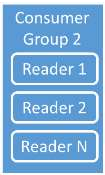 Consumer
Group 2
Reader 1
Reader 2
Reader N